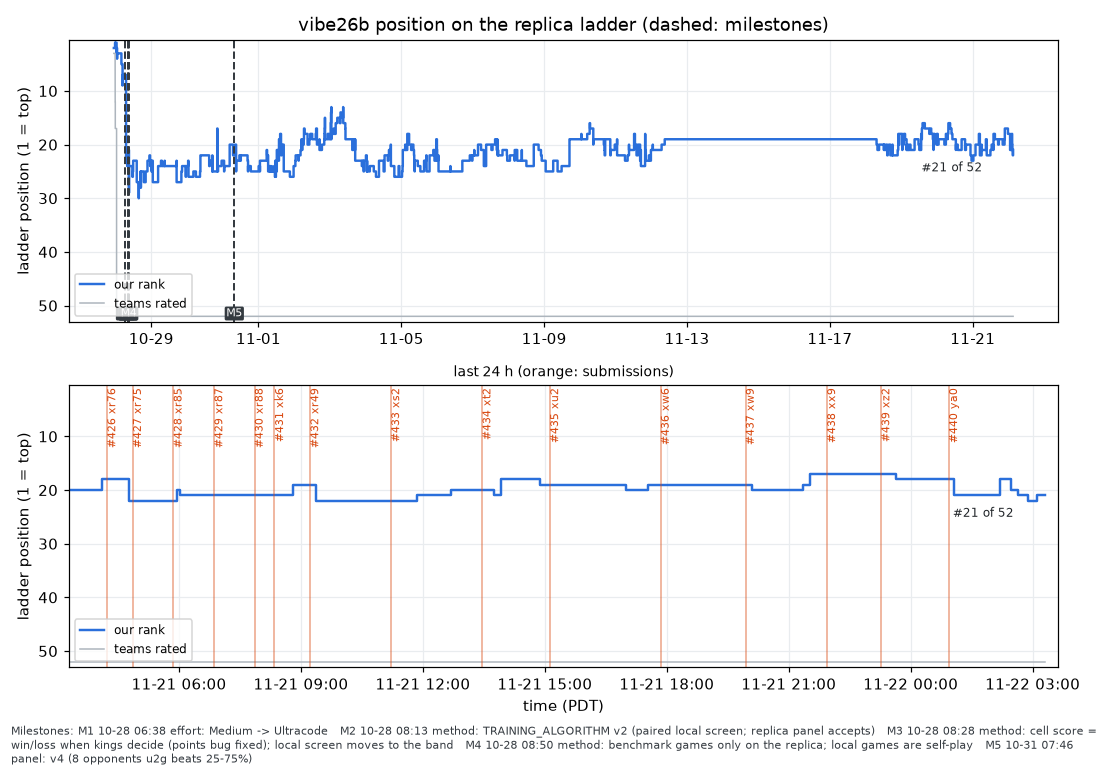 vibe26b position on the replica ladder (dashed: milestones)
ladder position (1 = top)
10
20
30
40
50
#21 of 52
our rank
teams rated
M4
M5
10-29
11-01
11-05
11-09
11-13
11-17
11-21
last 24 h (orange: submissions)
ladder position (1 = top)
10
20
30
40
50
#426 xr76
#427 xr75
#428 xr85
#429 xr87
#430 xr88
#431 xk6
#432 xr49
#433 xs2
#434 xt2
#435 xu2
#436 xw6
#437 xw9
#438 xx9
#439 xz2
#440 ya0
#21 of 52
our rank
teams rated
11-21 06:00
11-21 09:00
11-21 12:00
11-21 15:00
11-21 18:00
11-21 21:00
11-22 00:00
11-22 03:00
time (PDT)
Milestones: M1 10-28 06:38 effort: Medium -> Ultracode M2 10-28 08:13 method: TRAINING_ALGORITHM v2 (paired local screen; replica panel accepts) M3 10-28 08:28 method: cell score =
win/loss when kings decide (points bug fixed); local screen moves to the band M4 10-28 08:50 method: benchmark games only on the replica; local games are self-play M5 10-31 07:46
panel: v4 (8 opponents u2g beats 25-75%)